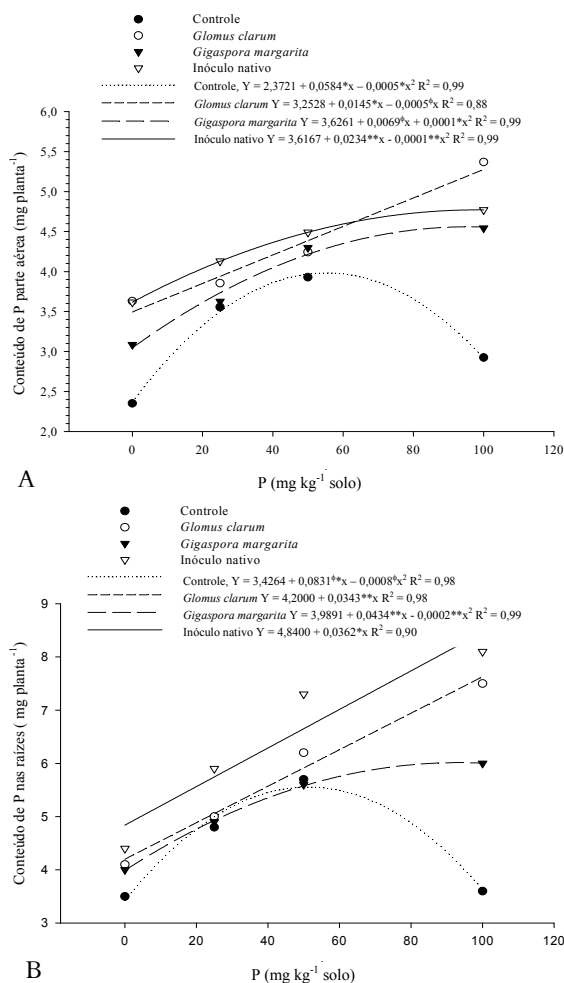 Controle
Glomus clarum
Gigaspora margarita
Inóculo nativo
Controle, Y = 2,3721 + 0,0584*x – 0,0005*x² R² = 0,99
Glomus clarum Y = 3,2528 + 0,0145*x – 0,0005ᶲx R² = 0,88
Gigaspora margarita Y = 3,6261 + 0,0069ᶲx + 0,0001*x² R² = 0,99
Inóculo nativo Y = 3,6167 + 0,0234**x - 0,0001**x² R² = 0,99
Conteúdo de P parte aérea (mg planta⁻¹)
6,0
5,5
5,0
4,5
4,0
3,5
3,0
2,5
2,0
0 20 40 60 80 100 120
A
P (mg kg⁻¹ solo)
Controle
Glomus clarum
Gigaspora margarita
Inóculo nativo
Controle, Y = 3,4264 + 0,0831ᶲ*x – 0,0008ᶲx² R² = 0,98
Glomus clarum Y = 4,2000 + 0,0343**x R² = 0,98
Gigaspora margarita Y = 3,9891 + 0,0434**x - 0,0002**x² R² = 0,99
Inóculo nativo Y = 4,8400 + 0,0362*x R² = 0,90
Conteúdo de P nas raízes ( mg planta⁻¹)
9
8
7
6
5
4
3
0 20 40 60 80 100 120
B
P (mg kg⁻¹ solo)